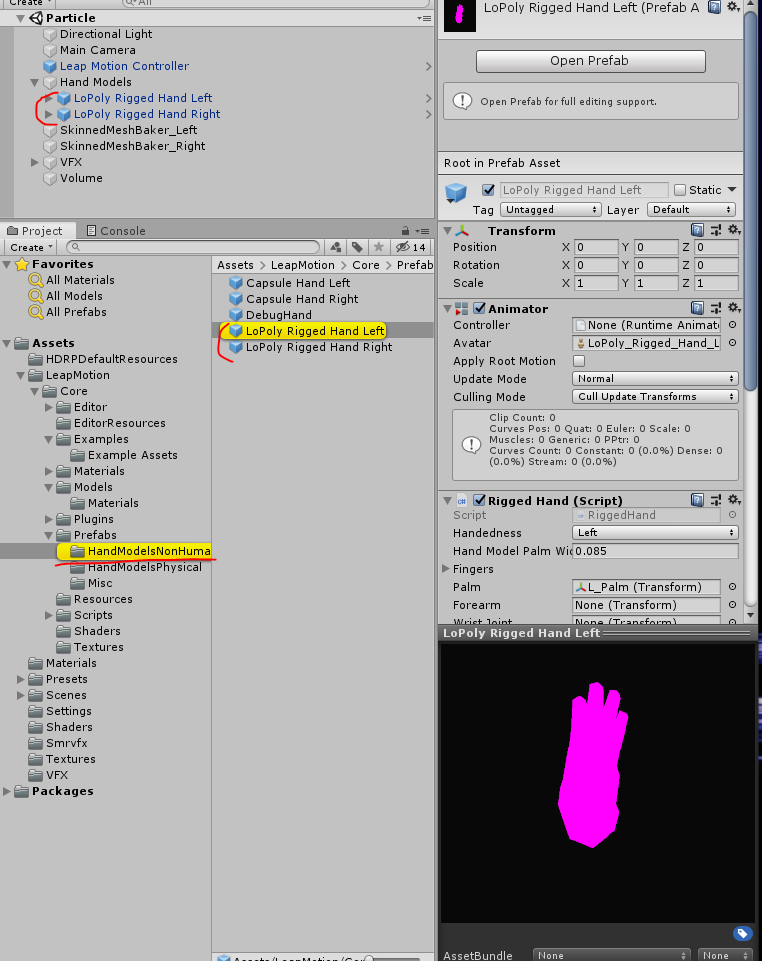 Create
All
Particle
Directional Light
Main Camera
Leap Motion Controller
Hand Models
LoPoly Rigged Hand Left
LoPoly Rigged Hand Right
SkinnedMeshBaker_Left
SkinnedMeshBaker_Right
VFX
Volume
Project
Console
Create
14
Favorites
All Materials
All Models
All Prefabs
Assets
HDRPDefaultResources
LeapMotion
Core
Editor
EditorResources
Examples
Example Assets
Materials
Models
Materials
Plugins
Prefabs
HandModelsNonHuma
HandModelsPhysical
Misc
Resources
Scripts
Shaders
Textures
Materials
Presets
Scenes
Settings
Shaders
Smrvfx
Textures
VFX
Packages
Assets > LeapMotion > Core > Prefab
Capsule Hand Left
Capsule Hand Right
DebugHand
LoPoly Rigged Hand Left
LoPoly Rigged Hand Right
Assets/LeapMotion/Cor
LoPoly Rigged Hand Left (Prefab A
Open Prefab
Open Prefab for full editing support.
Root in Prefab Asset
LoPoly Rigged Hand Left Static
Tag Untagged Layer Default
Transform
Position X 0 Y 0 Z 0
Rotation X 0 Y 0 Z 0
Scale X 1 Y 1 Z 1
Animator
Controller None (Runtime Animato
Avatar LoPoly_Rigged_Hand_L
Apply Root Motion
Update Mode Normal
Culling Mode Cull Update Transforms
Clip Count: 0
Curves Pos: 0 Quat: 0 Euler: 0 Scale: 0
Muscles: 0 Generic: 0 PPtr: 0
Curves Count: 0 Constant: 0 (0.0%) Dense: 0
(0.0%) Stream: 0 (0.0%)
Rigged Hand (Script)
Script RiggedHand
Handedness Left
Hand Model Palm Wid 0.085
Fingers
Palm L_Palm (Transform)
Forearm None (Transform)
Wrist Joint None (Transform)
LoPoly Rigged Hand Left
AssetBundle None None